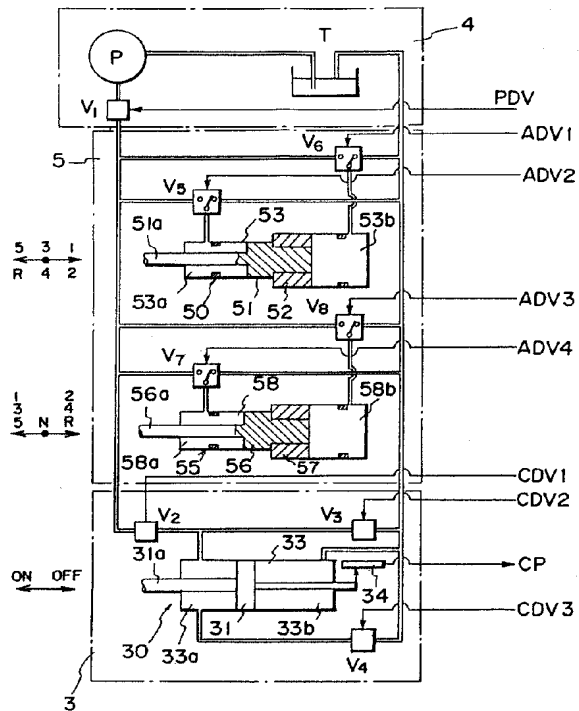 4
T
P
V1
PDV
V6
ADV1
5
V5
ADV2
51a
53
53b
5 3 1
R 4 2
53a
50
51
52
V8
ADV3
V7
ADV4
56a
58
58b
1 2
3 4
5 N R
58a
55
56
57
CDV1
V2
V3
CDV2
31a
33
ON OFF
34
CP
30
33a
31
33b
CDV3
V4
3